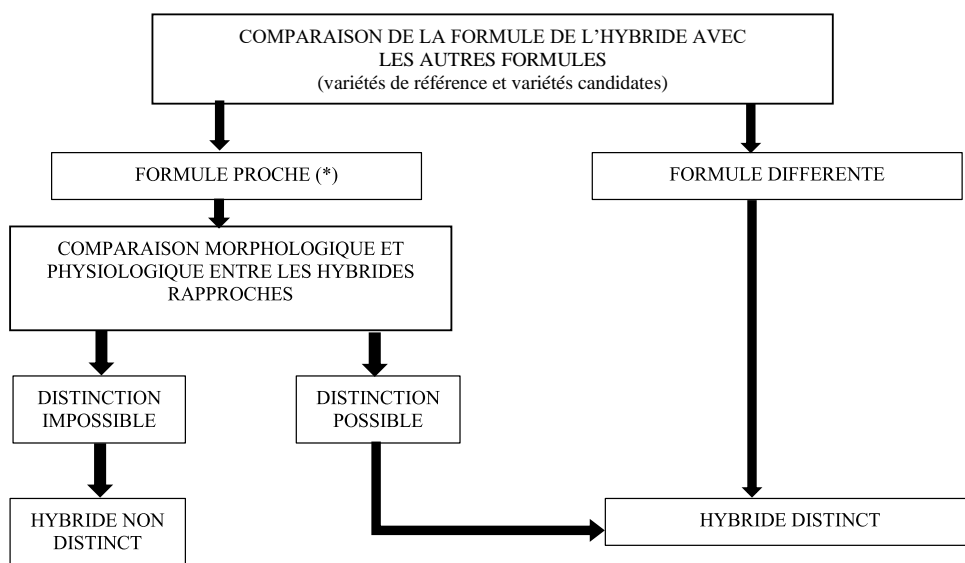 COMPARAISON DE LA FORMULE DE L'HYBRIDE AVEC
LES AUTRES FORMULES
(variétés de référence et variétés candidates)
FORMULE PROCHE (*)
FORMULE DIFFERENTE
COMPARAISON MORPHOLOGIQUE ET
PHYSIOLOGIQUE ENTRE LES HYBRIDES
RAPPROCHES
DISTINCTION
IMPOSSIBLE
DISTINCTION
POSSIBLE
HYBRIDE NON
DISTINCT
HYBRIDE DISTINCT